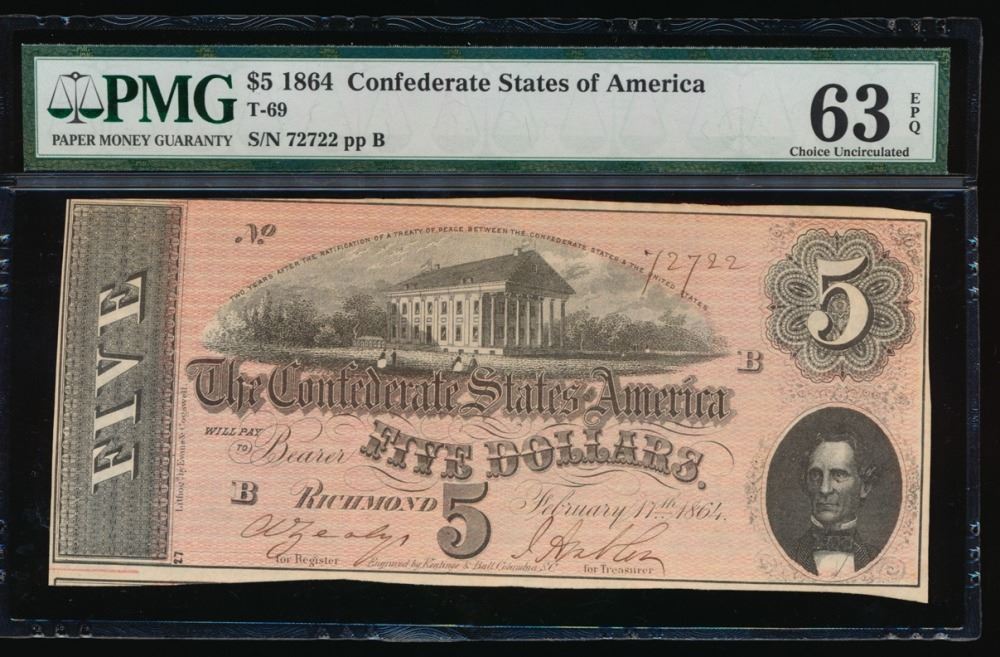 PMG
PAPER MONEY GUARANTY
$5 1864 Confederate States of America
T-69
S/N 72722 pp B
63
EPQ
Choice Uncirculated
No
TWO YEARS AFTER THE RATIFICATION OF A TREATY OF PEACE BETWEEN THE CONFEDERATE STATES & THE UNITED STATES
72722
5
FIVE
B
The Confederate States America
WILL PAY
TO Bearer FIVE DOLLARS.
B
RICHMOND 5 February 17th 1864.
for Register
Engraved by Keatinge & Ball, Columbia, S.C.
for Treasurer
27